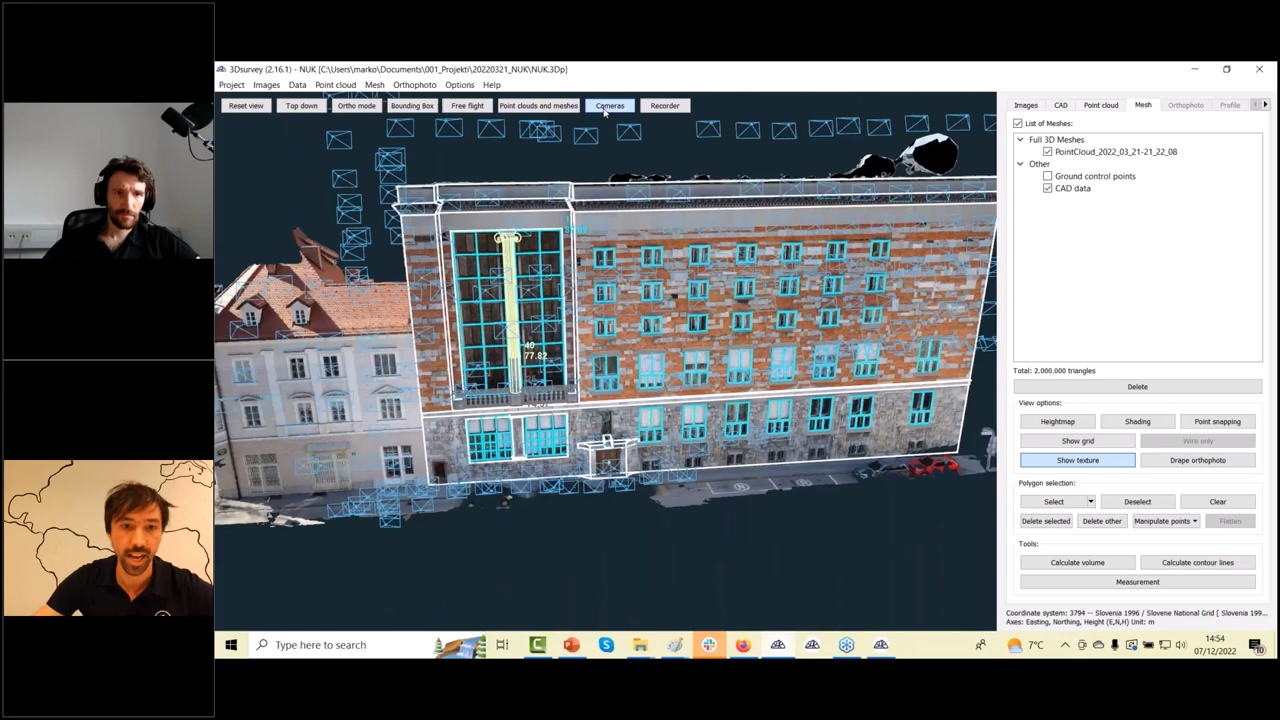 3Dsurvey (2.16.1) - NUK [C:\Users\marko\Documents\001_Projekti\20220321_NUK\NUK.3Dp]
Project Images Data Point cloud Mesh Orthophoto Options Help
Reset view Top down Ortho mode Bounding Box Free flight Point clouds and meshes Cameras Recorder
Images CAD Point cloud Mesh Orthophoto Profile
List of Meshes:
Full 3D Meshes
PointCloud_2022_03_21-21_22_08
Other
Ground control points
CAD data
40
77.82
Total: 2.000.000 triangles
Delete
View options:
Heightmap Shading Point snapping
Show grid Wire only
Show texture Drape orthophoto
Polygon selection:
Select Deselect Clear
Delete selected Delete other Manipulate points Flatten
Tools:
Calculate volume Calculate contour lines
Measurement
Coordinate system: 3794 -- Slovenia 1996 / Slovene National Grid [ Slovenia 199...
Axes: Easting, Northing, Height (E,N,H) Unit: m
Type here to search
7°C
14:54
07/12/2022
10